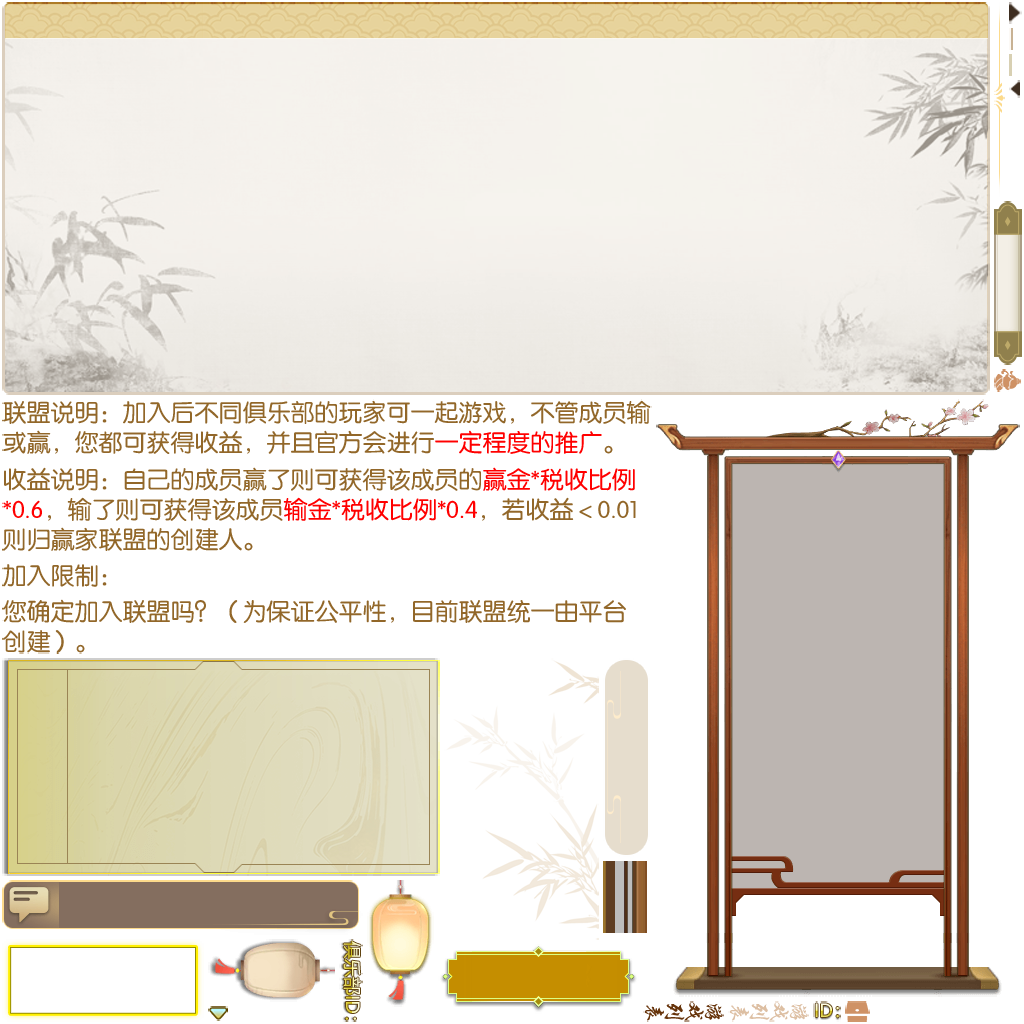 联盟说明：加入后不同俱乐部的玩家可一起游戏，不管成员输
或赢，您都可获得收益，并且官方会进行一定程度的推广。
收益说明：自己的成员赢了则可获得该成员的赢金*税收比例
*0.6，输了则可获得该成员输金*税收比例*0.4，若收益＜0.01
则归赢家联盟的创建人。
加入限制：
您确定加入联盟吗？（为保证公平性，目前联盟统一由平台
创建）。
俱乐部ID：
游戏列表
游戏列表
ID：